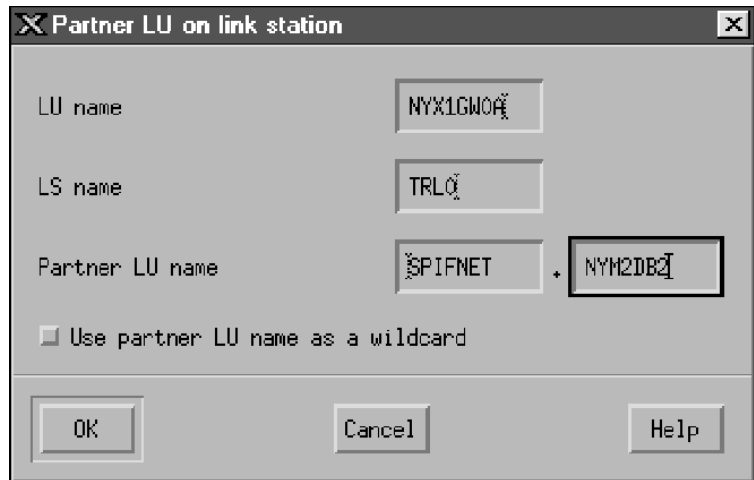 Partner LU on link station
LU name NYX1GW0A
LS name TRL0
Partner LU name SPIFNET . NYM2DB2
Use partner LU name as a wildcard
OK Cancel Help